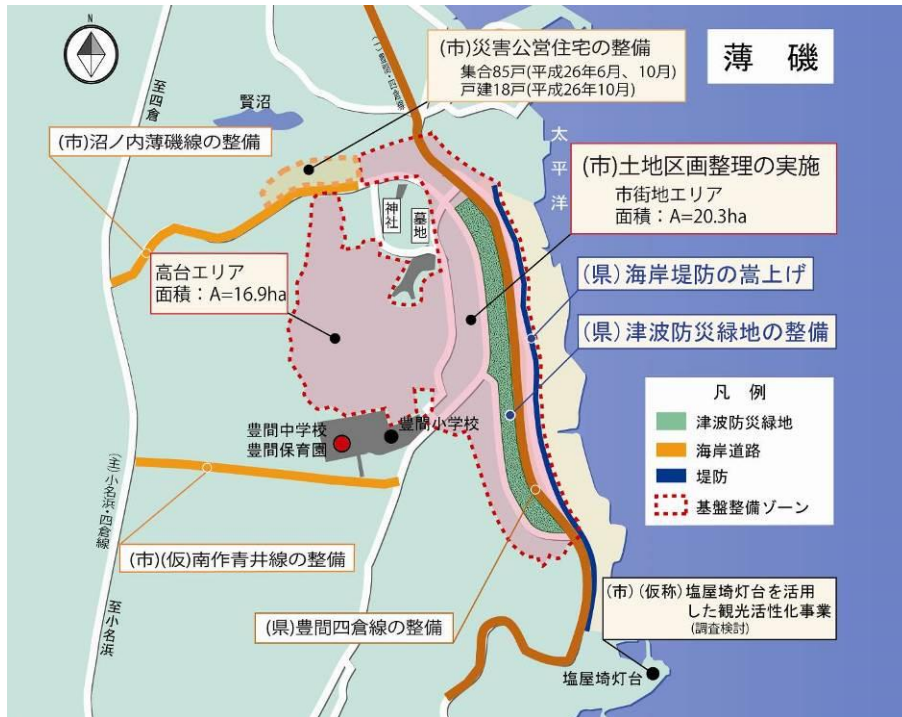 N
薄 磯
(市)災害公営住宅の整備
集合85戸(平成26年6月、10月)
戸建18戸(平成26年10月)
至四倉
賢沼
(一)豊間・四倉線
太平洋
(市)沼ノ内薄磯線の整備
(市)土地区画整理の実施
市街地エリア
面積：A=20.3ha
神社
墓地
高台エリア
面積：A=16.9ha
(県)海岸堤防の嵩上げ
(県)津波防災緑地の整備
凡 例
津波防災緑地
海岸道路
堤防
基盤整備ゾーン
豊間中学校
豊間保育園
豊間小学校
(主)小名浜・四倉線
(市)(仮)南作青井線の整備
(県)豊間四倉線の整備
(市)(仮称)塩屋埼灯台を活用
した観光活性化事業
(調査検討)
至小名浜
塩屋埼灯台